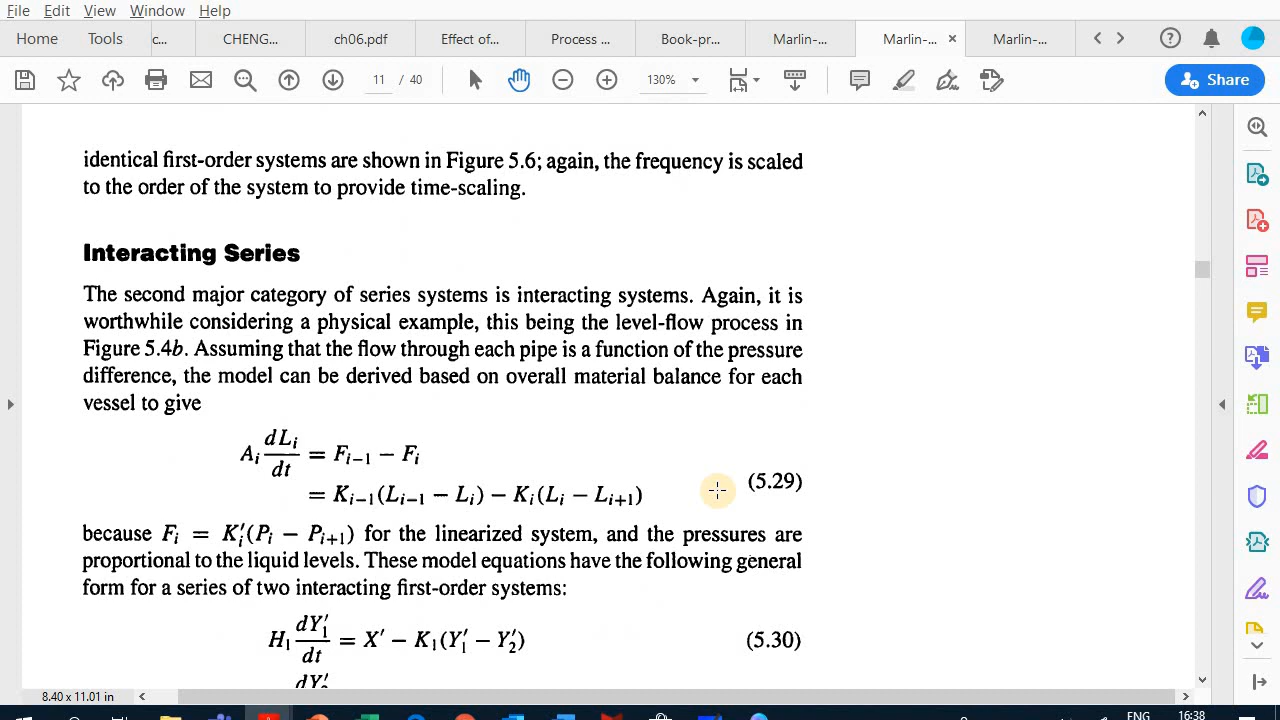 File Edit View Window Help
Home Tools c... CHENG... ch06.pdf Effect of... Process ... Book-pr... Marlin-... Marlin-... × Marlin-...
11 / 40 130% Share
identical first-order systems are shown in Figure 5.6; again, the frequency is scaled
to the order of the system to provide time-scaling.
Interacting Series
The second major category of series systems is interacting systems. Again, it is
worthwhile considering a physical example, this being the level-flow process in
Figure 5.4b. Assuming that the flow through each pipe is a function of the pressure
difference, the model can be derived based on overall material balance for each
vessel to give
A_i dL_i/dt = F_{i−1} − F_i
= K_{i−1}(L_{i−1} − L_i) − K_i(L_i − L_{i+1}) (5.29)
because F_i = K′_i(P_i − P_{i+1}) for the linearized system, and the pressures are
proportional to the liquid levels. These model equations have the following general
form for a series of two interacting first-order systems:
H_1 dY′_1/dt = X′ − K_1(Y′_1 − Y′_2) (5.30)
8.40 x 11.01 in
ENG 16:38